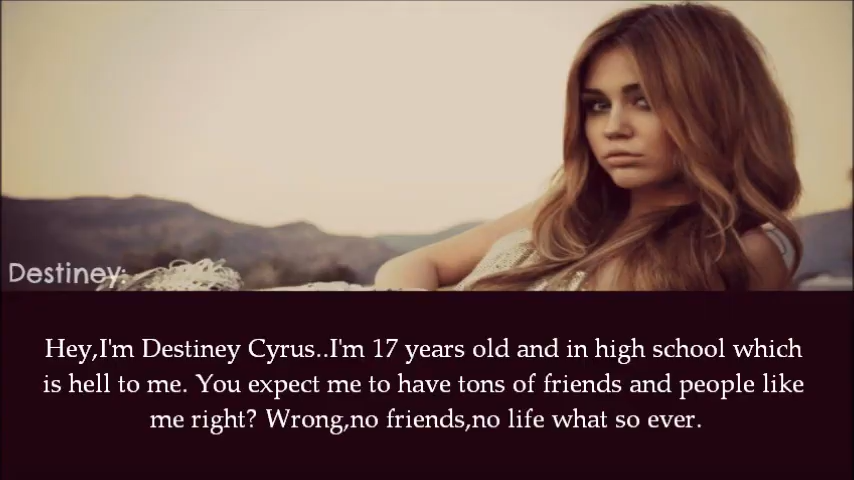 Destiney:
Hey,I'm Destiney Cyrus..I'm 17 years old and in high school which
is hell to me. You expect me to have tons of friends and people like
me right? Wrong,no friends,no life what so ever.